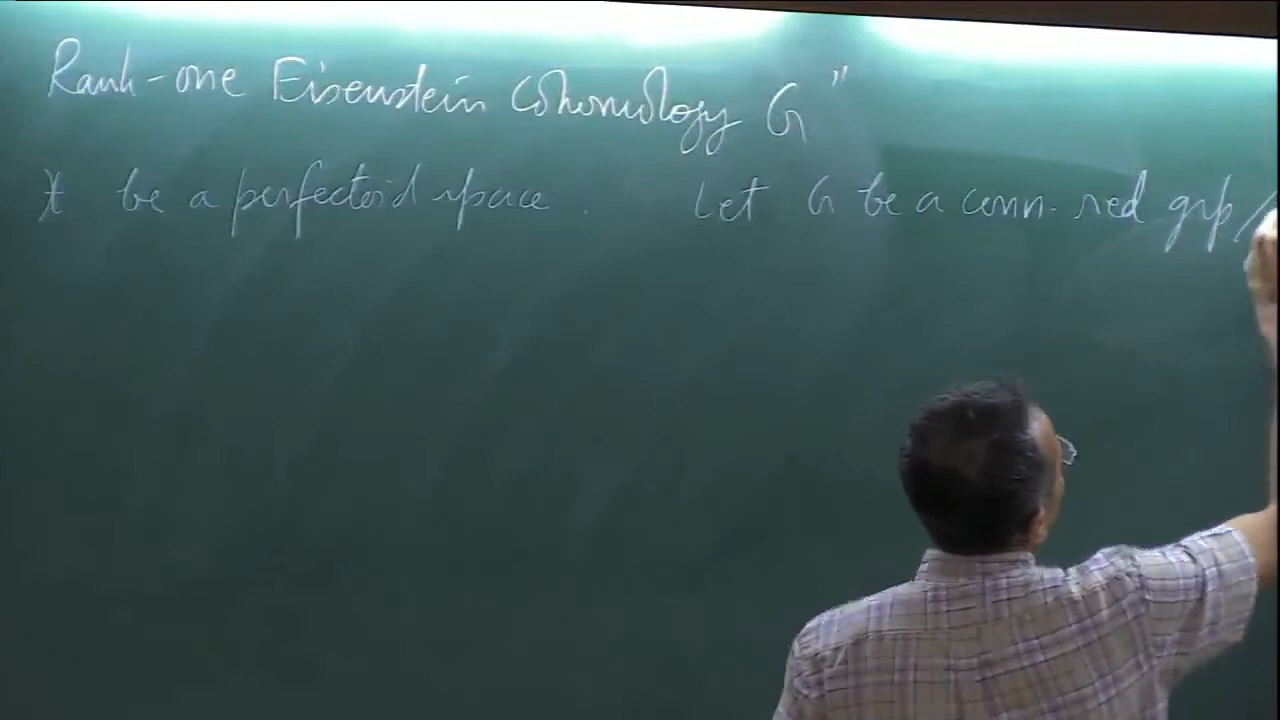 Rank-one Eisenstein Cohomology G"
X be a perfectoid space. Let G be a conn. red grp /